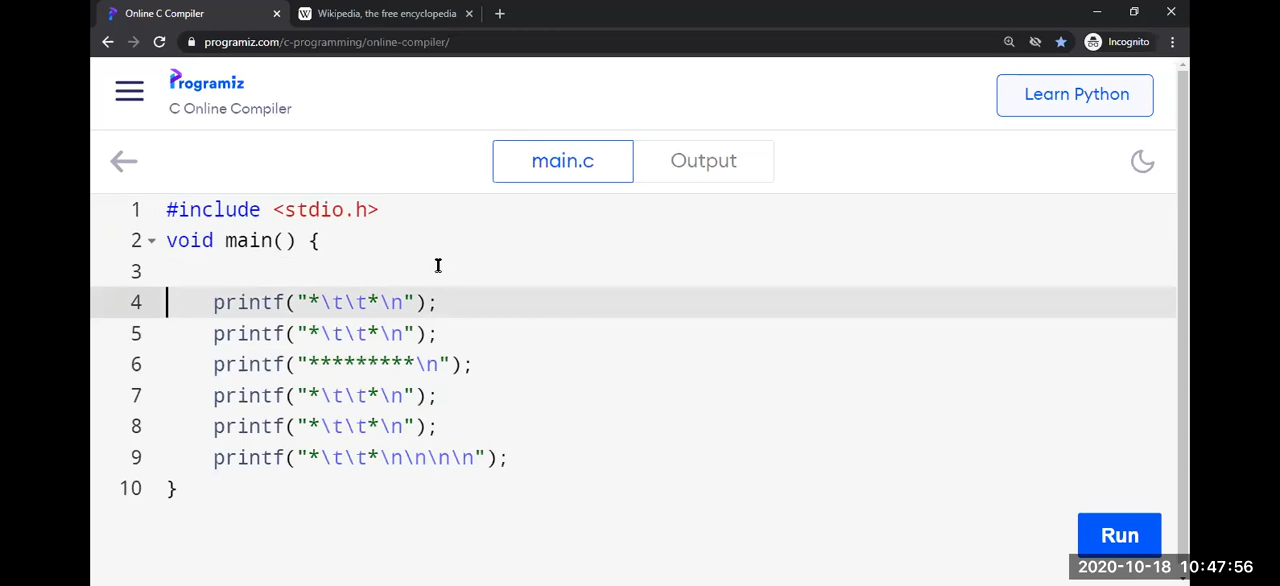 Online C Compiler
Wikipedia, the free encyclopedia
programiz.com/c-programming/online-compiler/
Incognito
Programiz
C Online Compiler
Learn Python
main.c
Output
1 #include <stdio.h>
2 void main() {
3
4 printf("*\t\t*\n");
5 printf("*\t\t*\n");
6 printf("*********\n");
7 printf("*\t\t*\n");
8 printf("*\t\t*\n");
9 printf("*\t\t*\n\n\n\n");
10 }
Run
2020-10-18 10:47:56